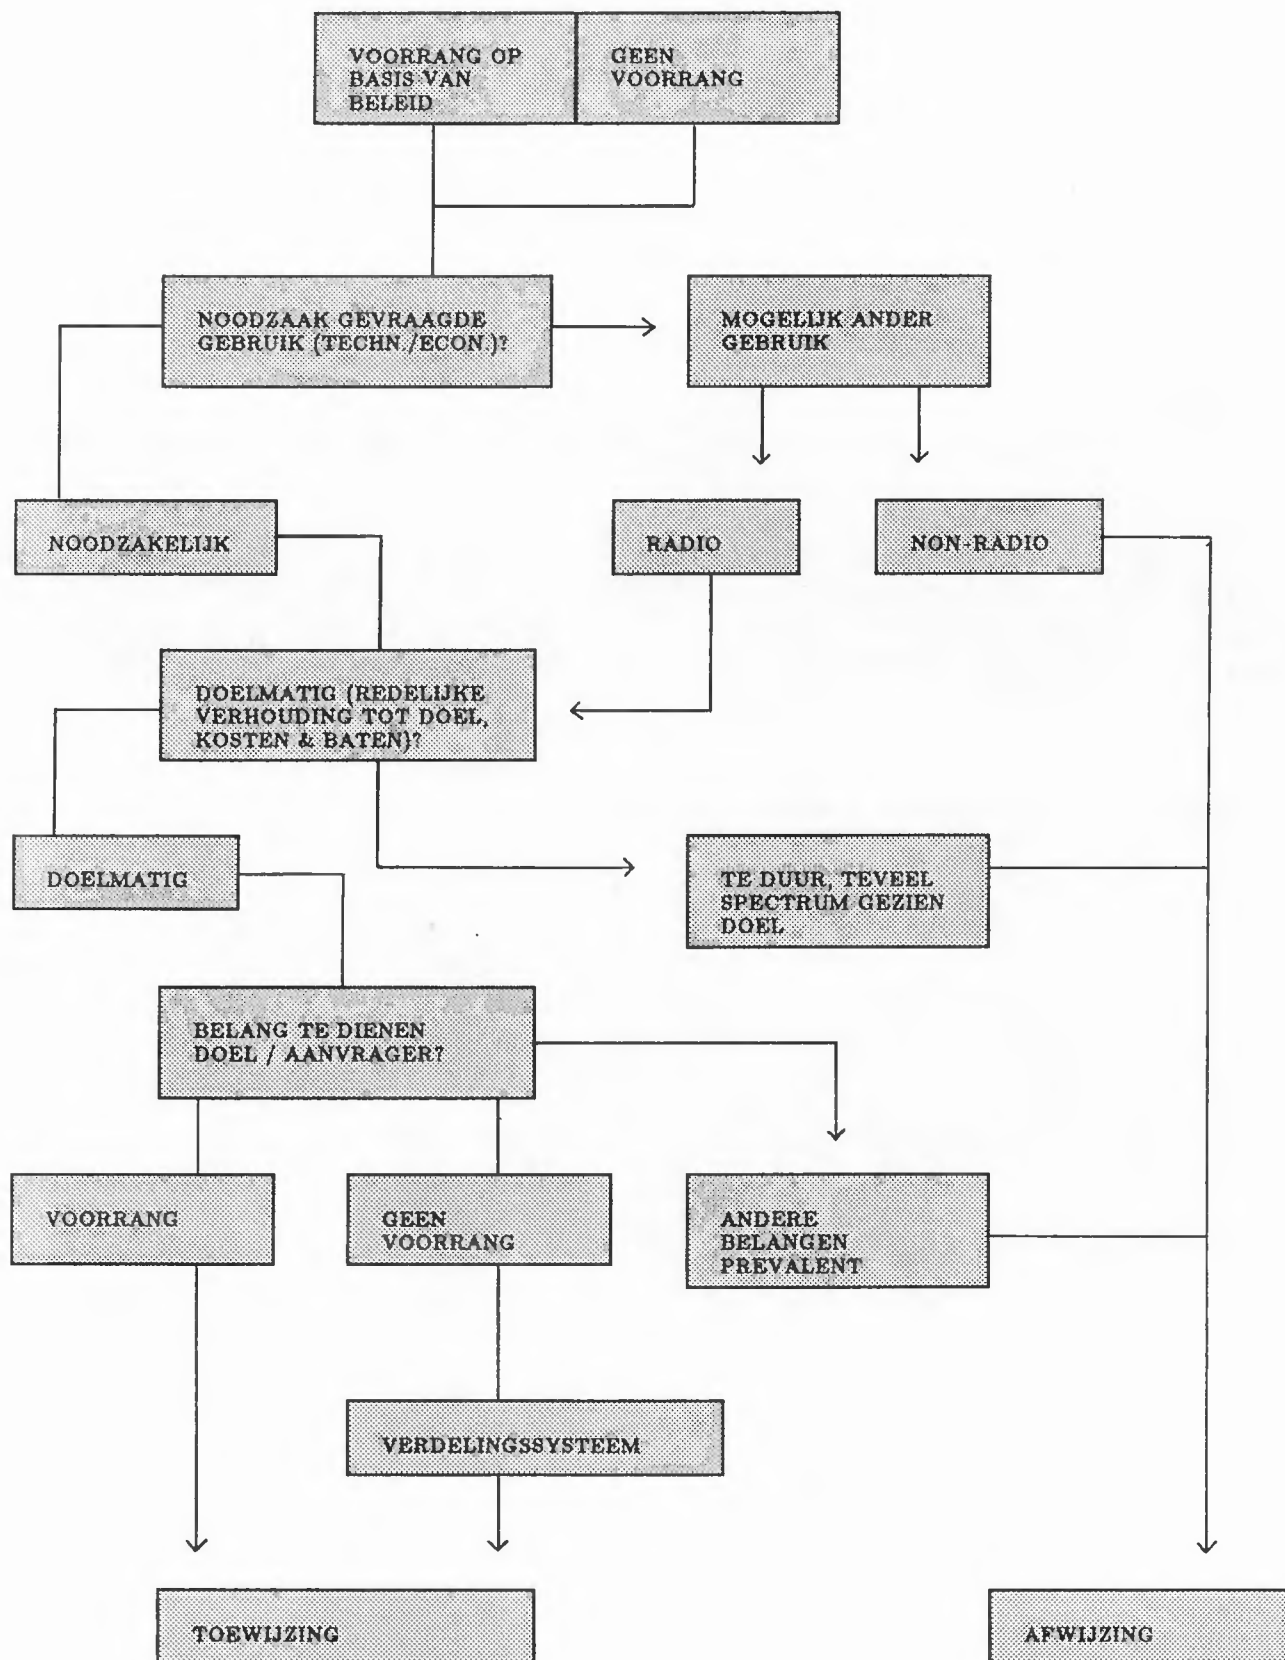 VOORRANG OP
BASIS VAN
BELEID
GEEN
VOORRANG
NOODZAAK GEVRAAGDE
GEBRUIK (TECHN./ECON.)?
MOGELIJK ANDER
GEBRUIK
NOODZAKELIJK
RADIO
NON-RADIO
DOELMATIG (REDELIJKE
VERHOUDING TOT DOEL,
KOSTEN & BATEN)?
DOELMATIG
TE DUUR, TEVEEL
SPECTRUM GEZIEN
DOEL
BELANG TE DIENEN
DOEL / AANVRAGER?
VOORRANG
GEEN
VOORRANG
ANDERE
BELANGEN
PREVALENT
VERDELINGSSYSTEEM
TOEWIJZING
AFWIJZING